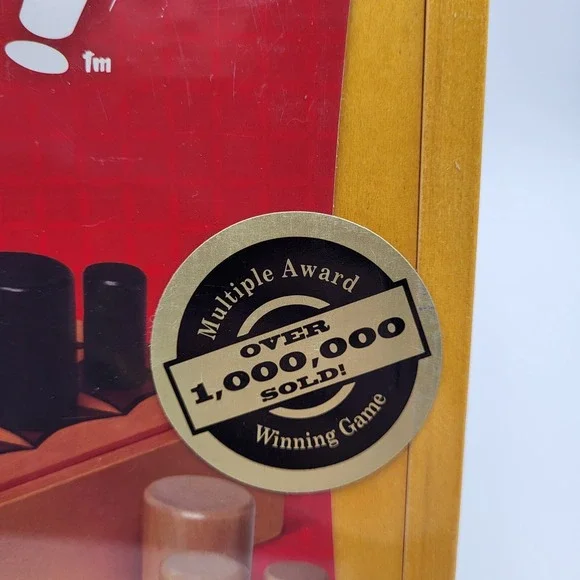 !
tm
Multiple Award
OVER
1,000,000
SOLD!
Winning Game